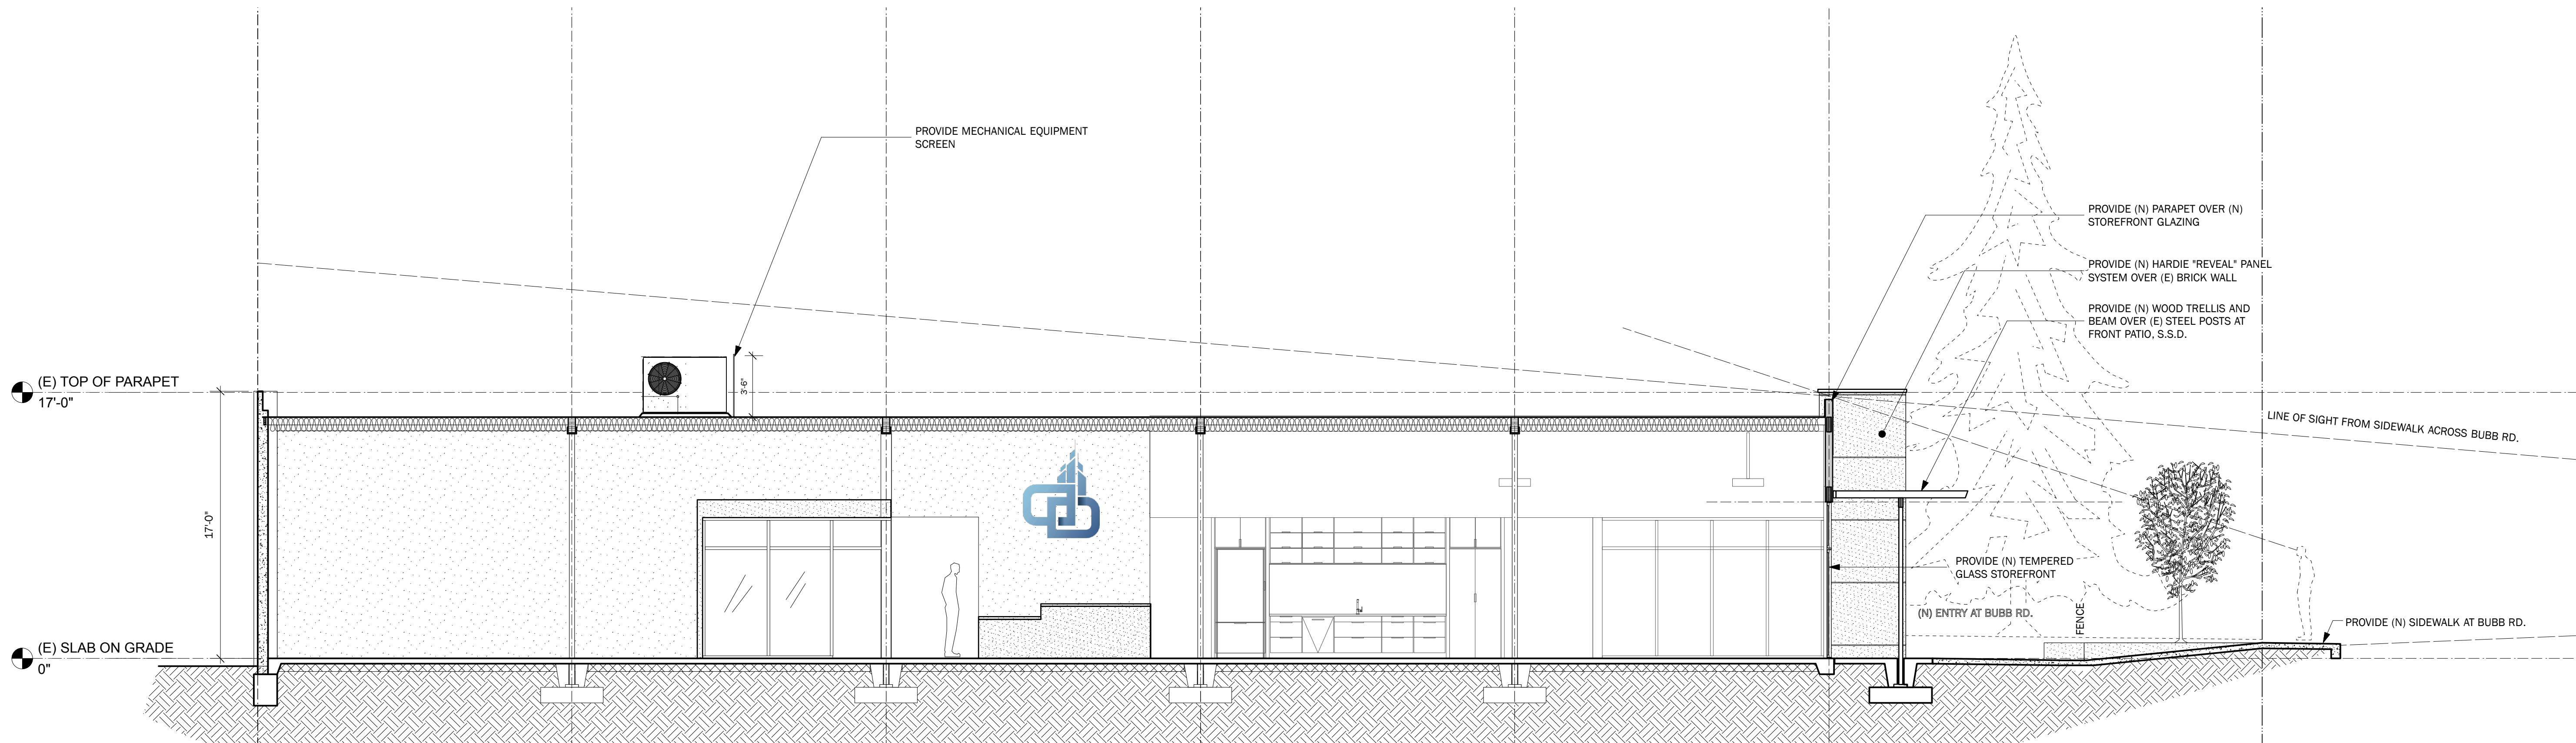 PROVIDE MECHANICAL EQUIPMENT
SCREEN
PROVIDE (N) PARAPET OVER (N)
STOREFRONT GLAZING
PROVIDE (N) HARDIE "REVEAL" PANEL
SYSTEM OVER (E) BRICK WALL
PROVIDE (N) WOOD TRELLIS AND
BEAM OVER (E) STEEL POSTS AT
FRONT PATIO, S.S.D.
(E) TOP OF PARAPET
17'-0"
3'-6"
LINE OF SIGHT FROM SIDEWALK ACROSS BUBB RD.
17'-0"
PROVIDE (N) TEMPERED
GLASS STOREFRONT
(N) ENTRY AT BUBB RD.
FENCE
PROVIDE (N) SIDEWALK AT BUBB RD.
(E) SLAB ON GRADE
0"